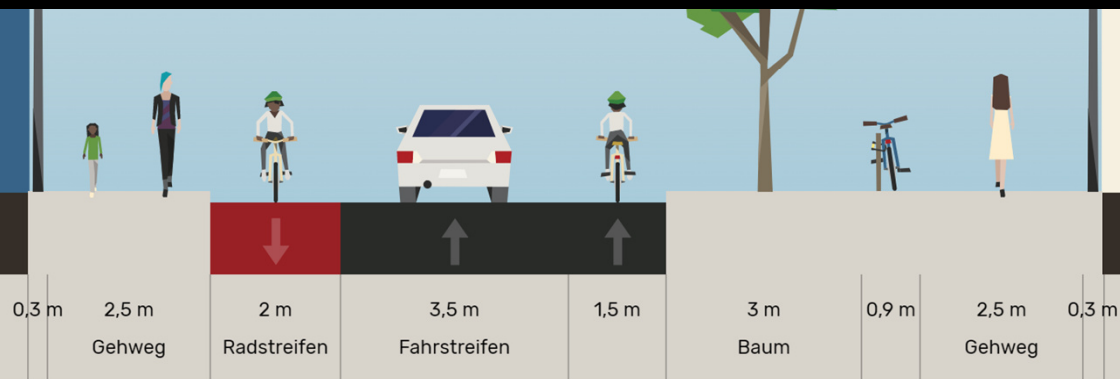 0,3 m 2,5 m 2 m 3,5 m 1,5 m 3 m 0,9 m 2,5 m 0,3 m
Gehweg Radstreifen Fahrstreifen Baum Gehweg